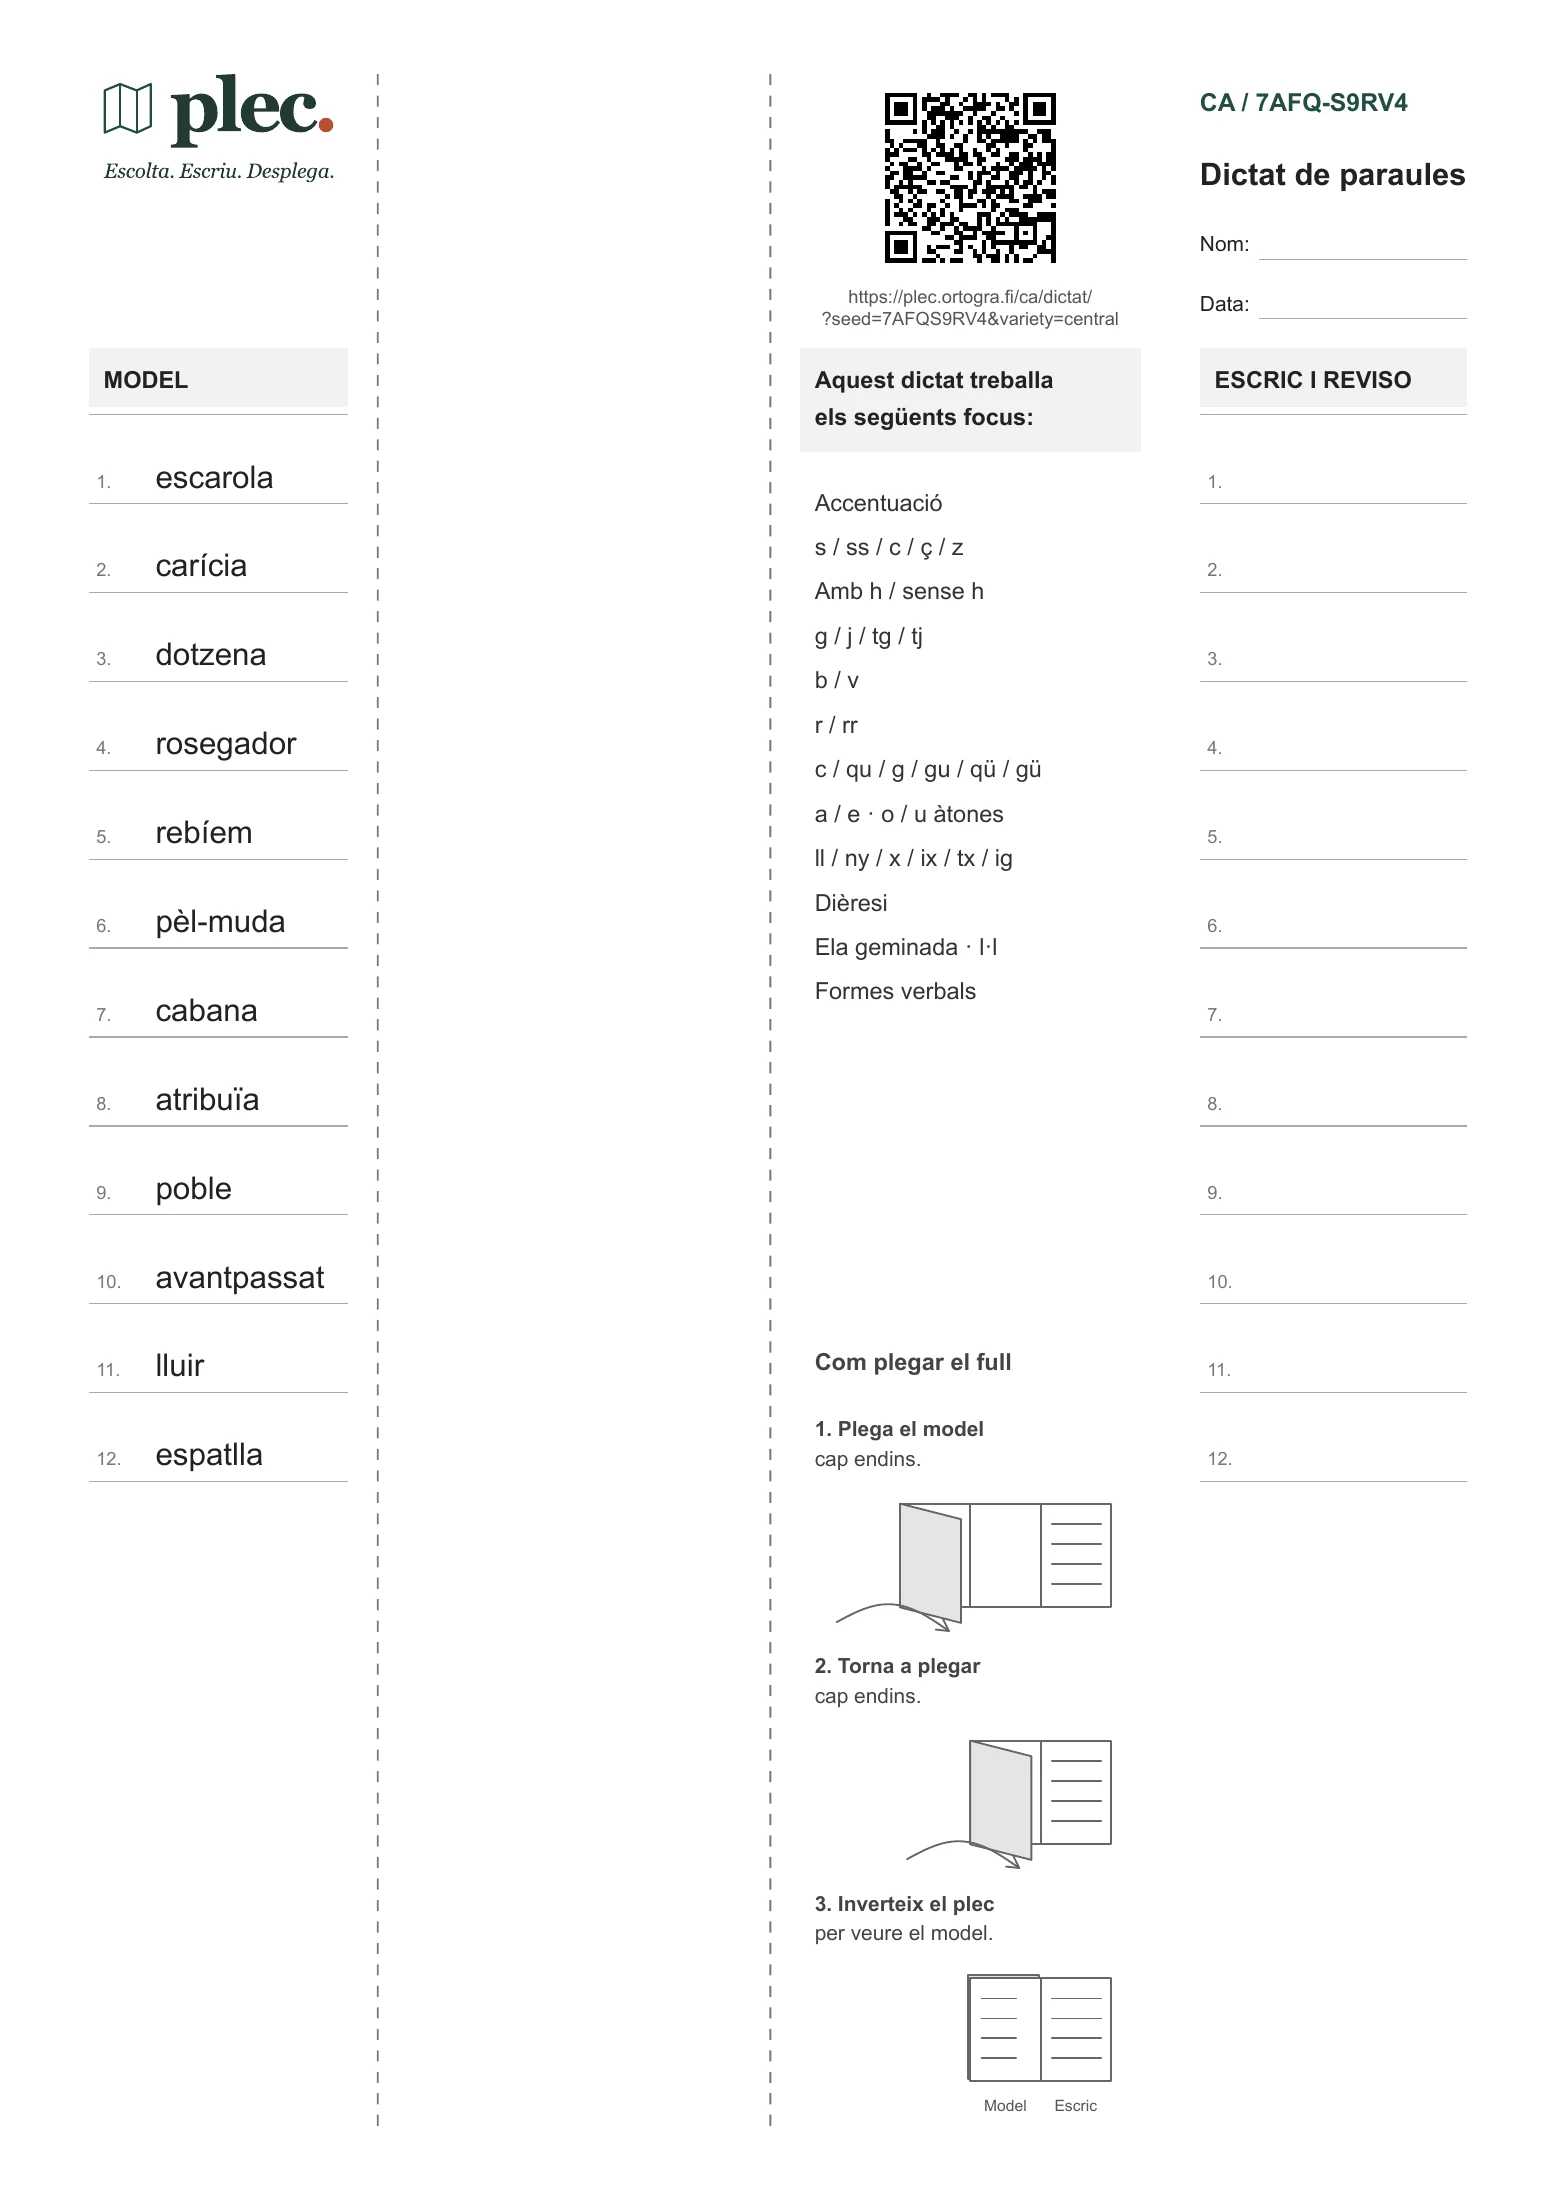 plec.
Escolta. Escriu. Desplega.
MODEL
1. escarola
2. carícia
3. dotzena
4. rosegador
5. rebíem
6. pèl-muda
7. cabana
8. atribuïa
9. poble
10. avantpassat
11. lluir
12. espatlla
https://plec.ortogra.fi/ca/dictat/
?seed=7AFQS9RV4&variety=central
Aquest dictat treballa
els següents focus:
Accentuació
s / ss / c / ç / z
Amb h / sense h
g / j / tg / tj
b / v
r / rr
c / qu / g / gu / qü / gü
a / e · o / u àtones
ll / ny / x / ix / tx / ig
Dièresi
Ela geminada · l·l
Formes verbals
Com plegar el full
1. Plega el model
cap endins.
2. Torna a plegar
cap endins.
3. Inverteix el plec
per veure el model.
Model Escric
CA / 7AFQ-S9RV4
Dictat de paraules
Nom:
Data:
ESCRIC I REVISO
1.
2.
3.
4.
5.
6.
7.
8.
9.
10.
11.
12.